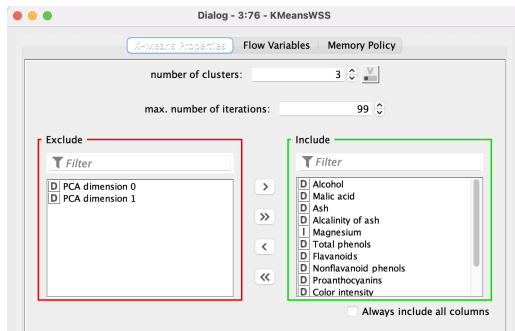 Dialog - 3:76 - KMeansWSS
K-Means Properties Flow Variables Memory Policy
number of clusters: 3
V
max. number of iterations: 99
Exclude
Filter
D PCA dimension 0
D PCA dimension 1
>
>>
<
<<
Include
Filter
D Alcohol
D Malic acid
D Ash
D Alcalinity of ash
I Magnesium
D Total phenols
D Flavanoids
D Nonflavanoid phenols
D Proanthocyanins
D Color intensity
Always include all columns